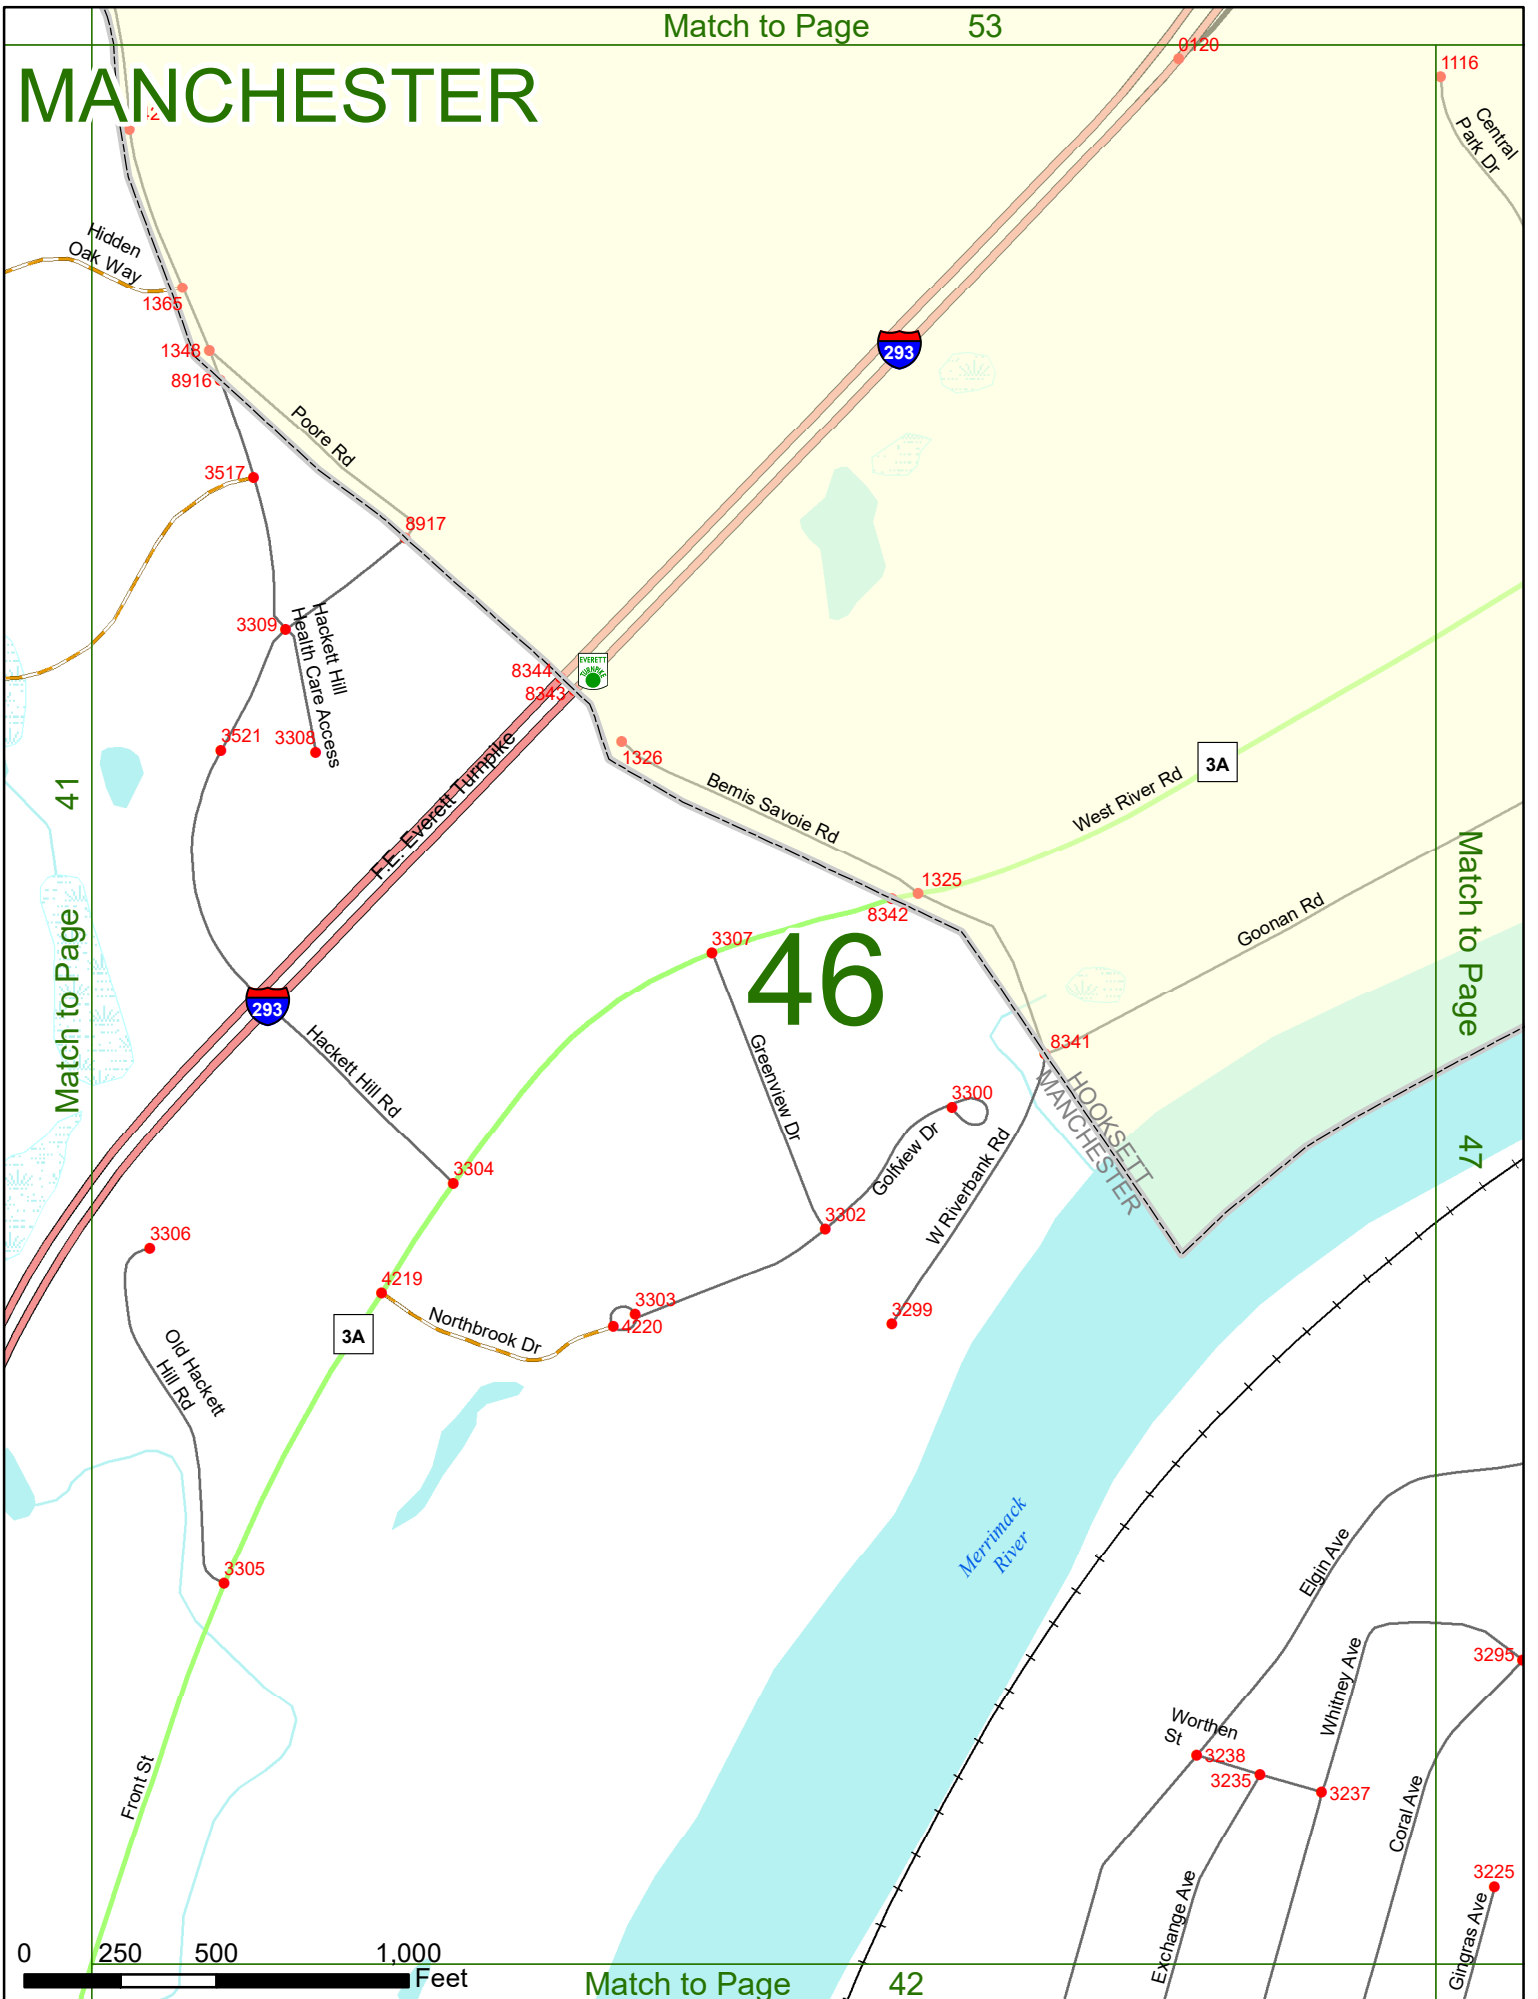 Match to Page 53
0120
1116
MANCHESTER
Central
Park Dr
Hidden
Oak Way
1365
1348
8916
293
Poore Rd
3517
8917
3309
Hackett Hill
Health Care Access
8344
8343
EVERETT
TURNPIKE
3521
3308
1326
F.E. Everett Turnpike
Bemis Savoie Rd
West River Rd
3A
Match to Page 41
Match to Page 47
1325
8342
Goonan Rd
3307
46
293
Hackett Hill Rd
Greenview Dr
8341
HOOKSETT
MANCHESTER
3300
Golfview Dr
W Riverbank Rd
3304
3302
3306
4219
3303
4220
3299
3A
Northbrook Dr
Old Hackett
Hill Rd
Merrimack
River
Elgin Ave
3305
Whitney Ave
3295
Worthen
St
3238
3235
3237
Front St
Coral Ave
3225
Exchange Ave
Gingras Ave
0 250 500 1,000
Feet
Match to Page 42